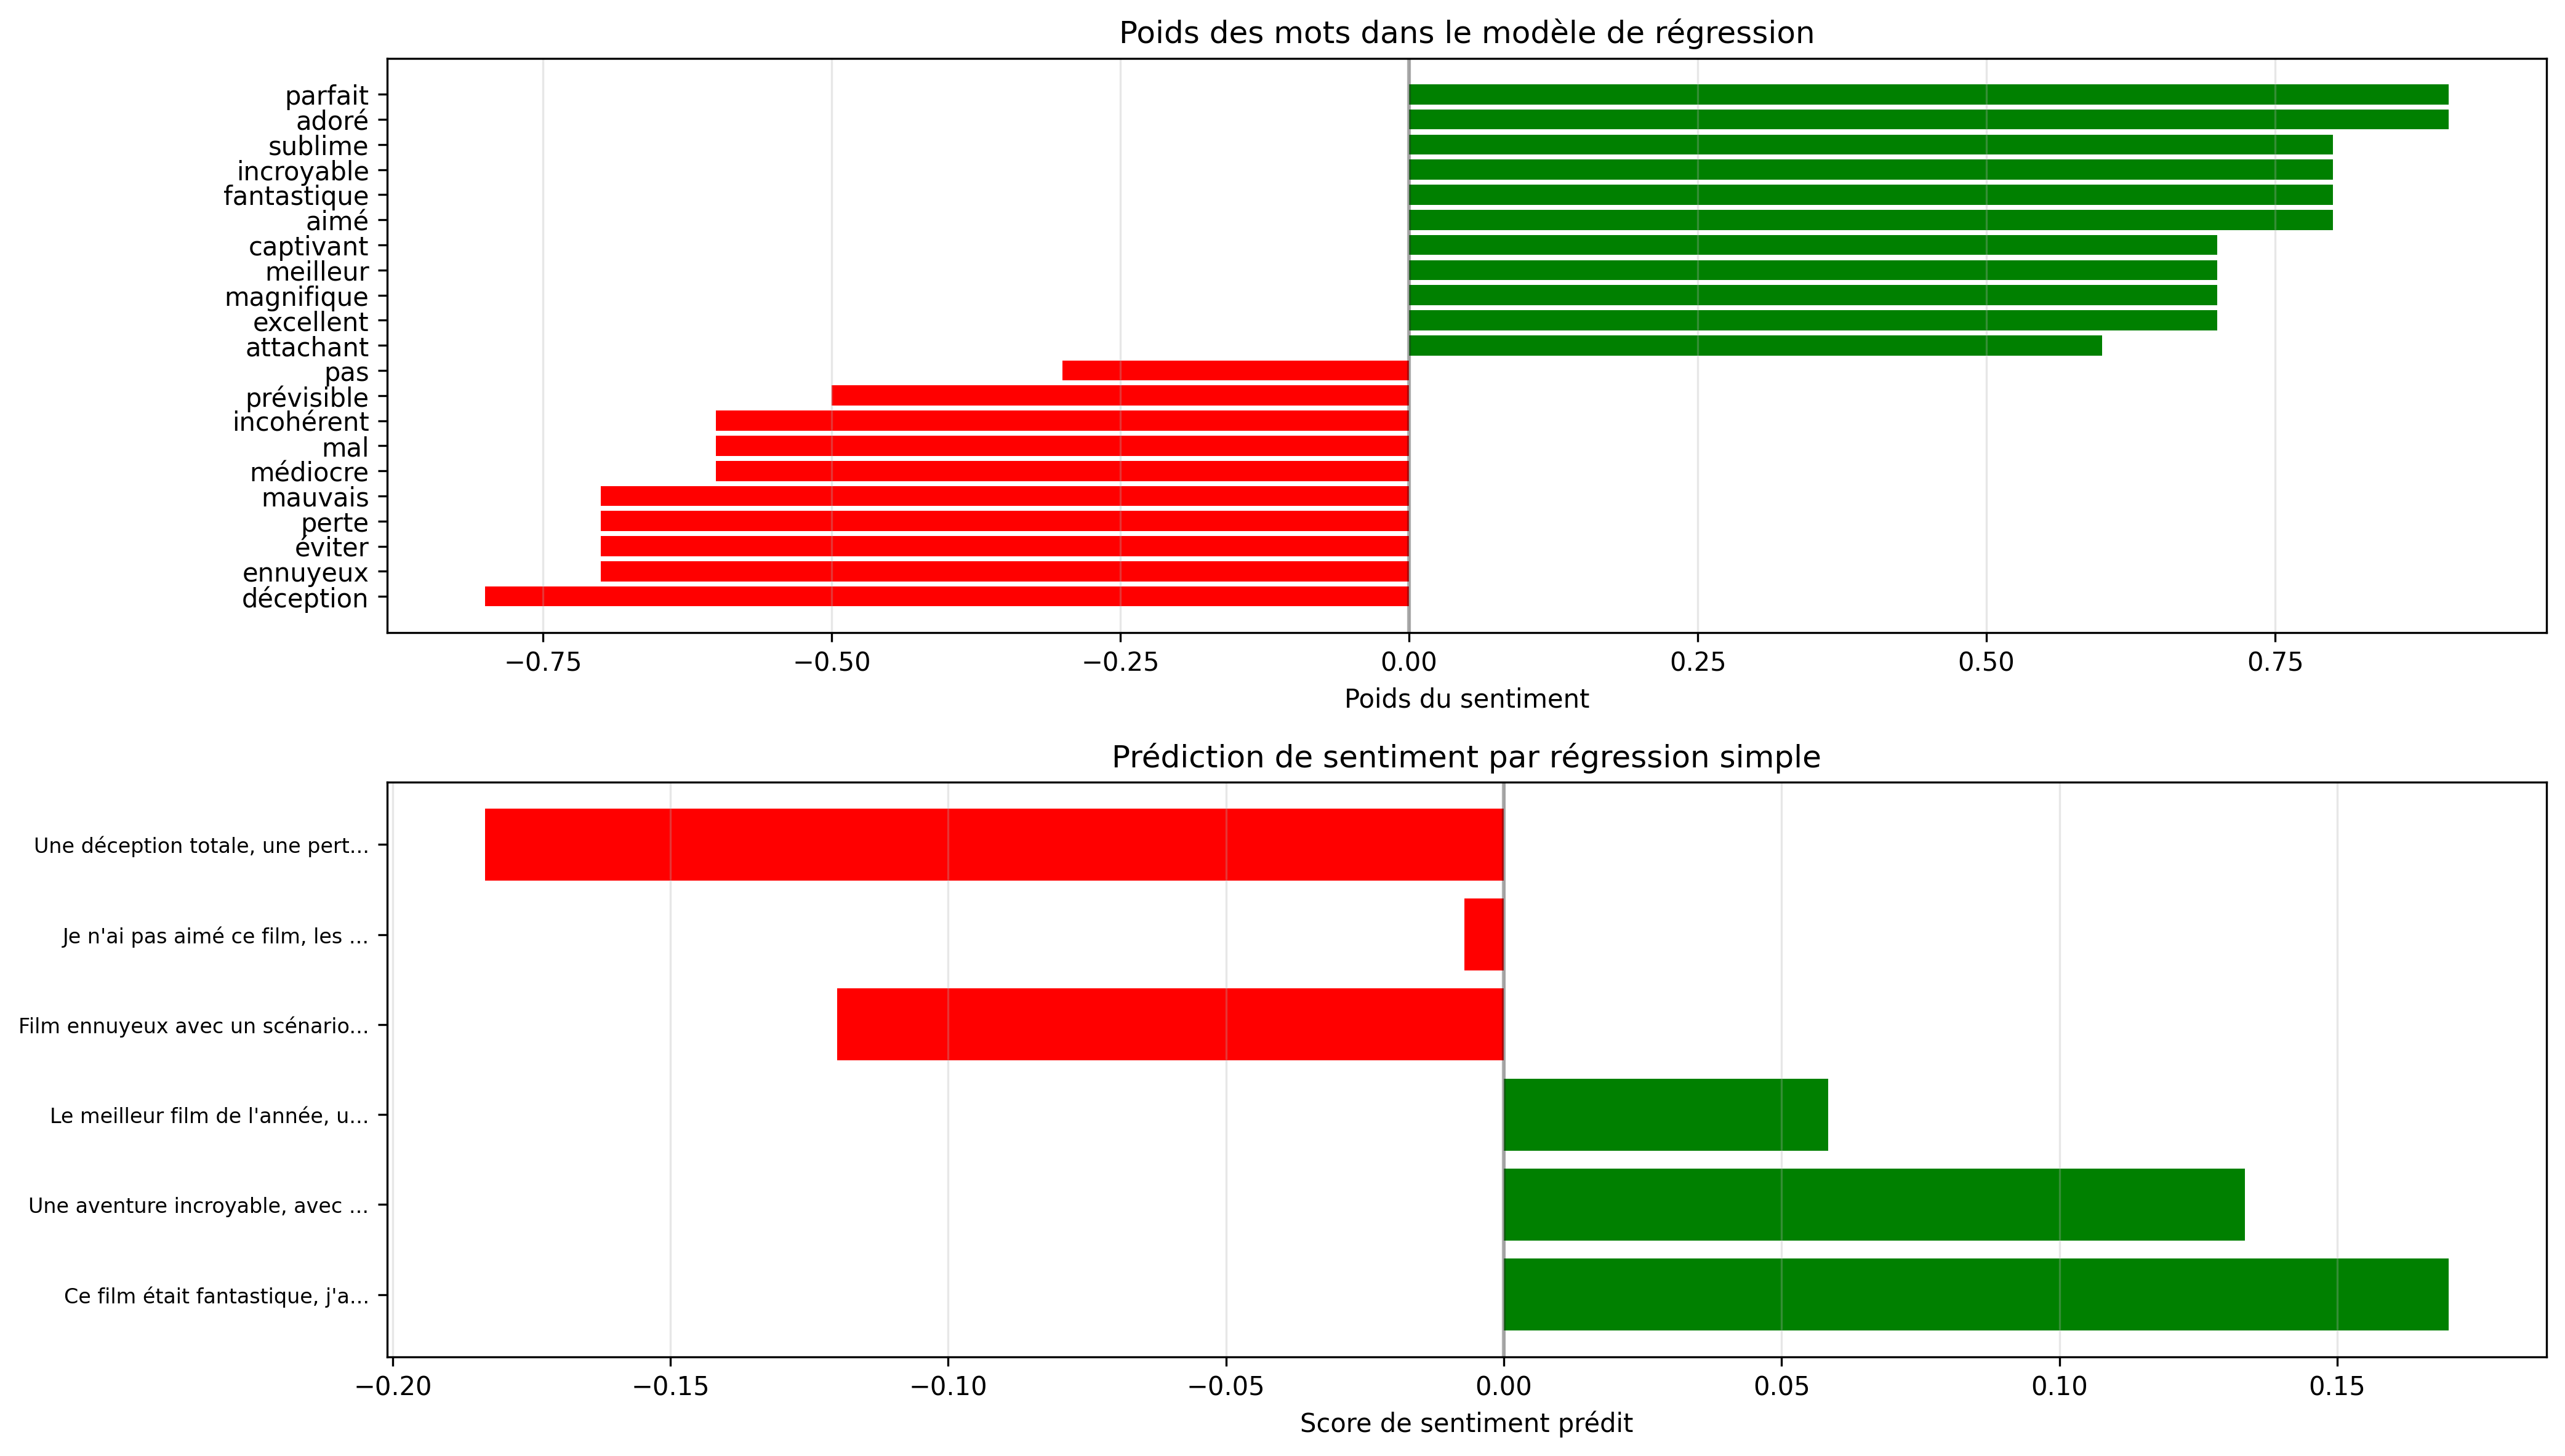 Poids des mots dans le modèle de régression
parfait
adoré
sublime
incroyable
fantastique
aimé
captivant
meilleur
magnifique
excellent
attachant
pas
prévisible
incohérent
mal
médiocre
mauvais
perte
éviter
ennuyeux
déception
−0.75 −0.50 −0.25 0.00 0.25 0.50 0.75
Poids du sentiment
Prédiction de sentiment par régression simple
Une déception totale, une pert...
Je n'ai pas aimé ce film, les ...
Film ennuyeux avec un scénario...
Le meilleur film de l'année, u...
Une aventure incroyable, avec ...
Ce film était fantastique, j'a...
−0.20 −0.15 −0.10 −0.05 0.00 0.05 0.10 0.15
Score de sentiment prédit